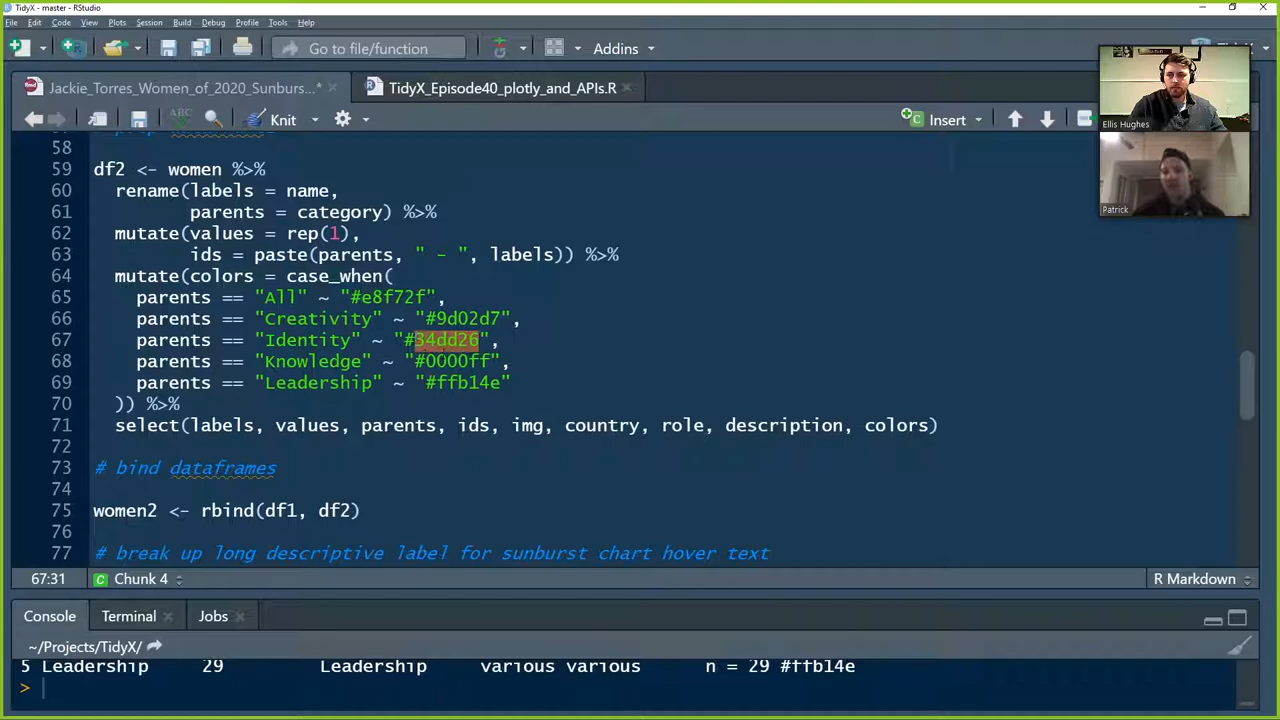 TidyX - master - RStudio
File Edit Code View Plots Session Build Debug Profile Tools Help
Go to file/function Addins
Jackie_Torres_Women_of_2020_Sunburs...* TidyX_Episode40_plotly_and_APIs.R
ABC Knit Insert
58
59 df2 <- women %>%
60 rename(labels = name,
61 parents = category) %>%
62 mutate(values = rep(1),
63 ids = paste(parents, " - ", labels)) %>%
64 mutate(colors = case_when(
65 parents == "All" ~ "#e8f72f",
66 parents == "Creativity" ~ "#9d02d7",
67 parents == "Identity" ~ "#34dd26",
68 parents == "Knowledge" ~ "#0000ff",
69 parents == "Leadership" ~ "#ffb14e"
70 )) %>%
71 select(labels, values, parents, ids, img, country, role, description, colors)
72
73 # bind dataframes
74
75 women2 <- rbind(df1, df2)
76
77 # break up long descriptive label for sunburst chart hover text
67:31 Chunk 4 R Markdown
Console Terminal Jobs
~/Projects/TidyX/
5 Leadership 29 Leadership various various n = 29 #ffb14e
>
Ellis Hughes
Patrick